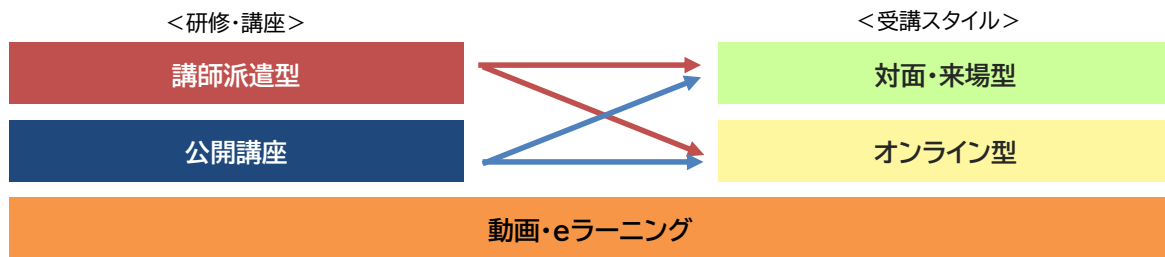 <研修・講座>
<受講スタイル>
講師派遣型
対面・来場型
公開講座
オンライン型
動画・eラーニング